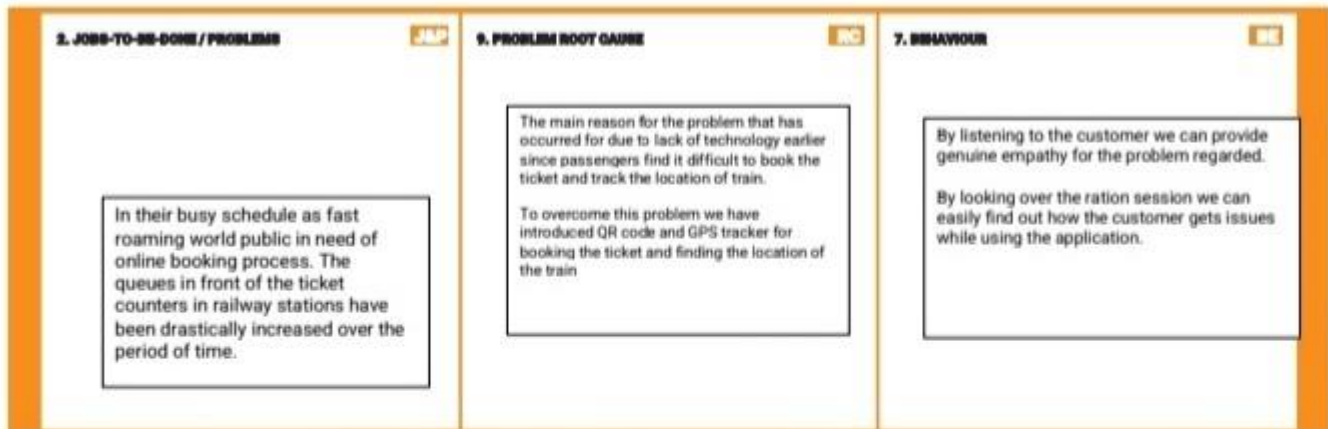 2. JOBS-TO-BE-DONE / PROBLEMS
J&P
In their busy schedule as fast
roaming world public in need of
online booking process. The
queues in front of the ticket
counters in railway stations have
been drastically increased over the
period of time.
9. PROBLEM ROOT CAUSE
RC
The main reason for the problem that has
occurred for due to lack of technology earlier
since passengers find it difficult to book the
ticket and track the location of train.
To overcome this problem we have
introduced QR code and GPS tracker for
booking the ticket and finding the location of
the train
7. BEHAVIOUR
BE
By listening to the customer we can provide
genuine empathy for the problem regarded.
By looking over the ration session we can
easily find out how the customer gets issues
while using the application.